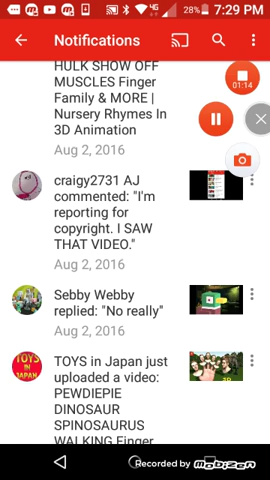 4G 28% 7:29 PM
Notifications
HULK SHOW OFF
MUSCLES Finger
Family & MORE |
Nursery Rhymes In
3D Animation
Aug 2, 2016
01:14
craigy2731 AJ
commented: "I'm
reporting for
copyright. I SAW
THAT VIDEO."
Aug 2, 2016
Sebby Webby
replied: "No really"
Aug 2, 2016
TOYS in Japan just
uploaded a video:
PEWDIEPIE
DINOSAUR
SPINOSAURUS
WALKING Finger
TOYS
in
JAPAN
Recorded by mobizen